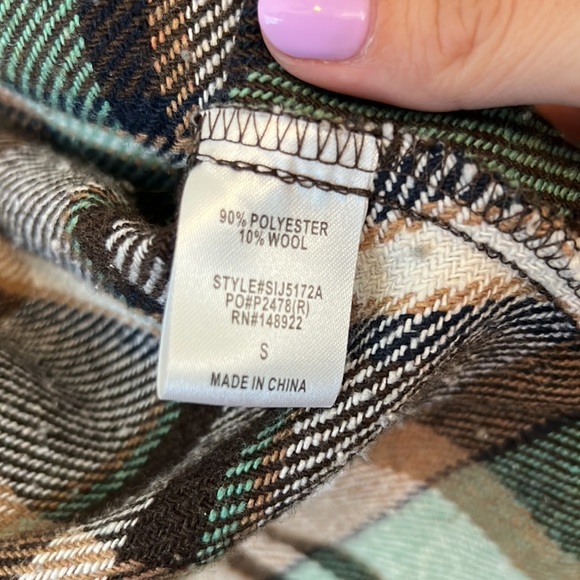 90% POLYESTER
10% WOOL
STYLE#SIJ5172A
PO#P2478(R)
RN#148922
S
MADE IN CHINA